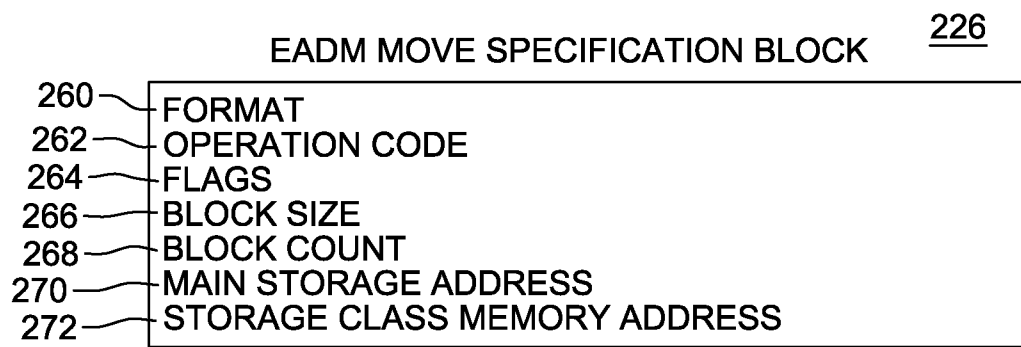 226
EADM MOVE SPECIFICATION BLOCK
260 FORMAT
262 OPERATION CODE
264 FLAGS
266 BLOCK SIZE
268 BLOCK COUNT
270 MAIN STORAGE ADDRESS
272 STORAGE CLASS MEMORY ADDRESS